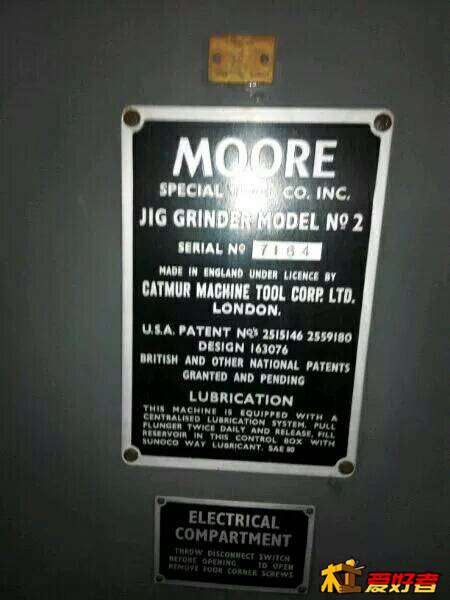 MOORE
SPECIAL TOOL CO. INC.
JIG GRINDER MODEL Nº 2
SERIAL Nº 7164
MADE IN ENGLAND UNDER LICENCE BY
CATMUR MACHINE TOOL CORP. LTD.
LONDON.
U.S.A. PATENT Nos 2515146 2559180
DESIGN 163076
BRITISH AND OTHER NATIONAL PATENTS
GRANTED AND PENDING
LUBRICATION
THIS MACHINE IS EQUIPPED WITH A
CENTRALISED LUBRICATION SYSTEM. PULL
PLUNGER TWICE DAILY AND RELEASE, FILL
RESERVOIR IN THIS CONTROL BOX WITH
SUNOCO WAY LUBRICANT. SAE 80
ELECTRICAL
COMPARTMENT
THROW DISCONNECT SWITCH
BEFORE OPENING TO OPEN
REMOVE FOUR CORNER SCREWS
爱好者